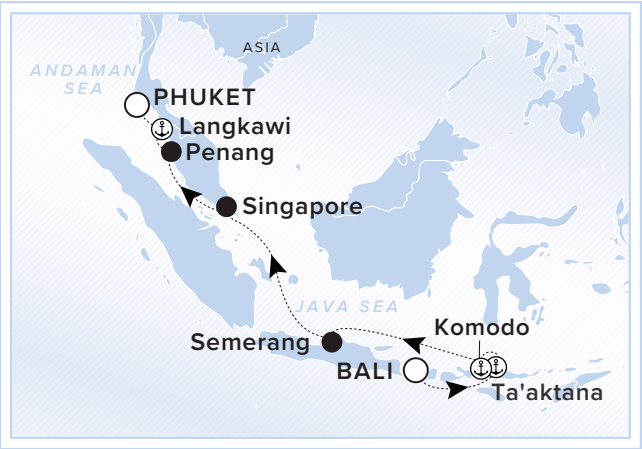 ASIA
ANDAMAN
SEA
PHUKET
Langkawi
Penang
Singapore
JAVA SEA
Komodo
Semerang
BALI
Ta'aktana